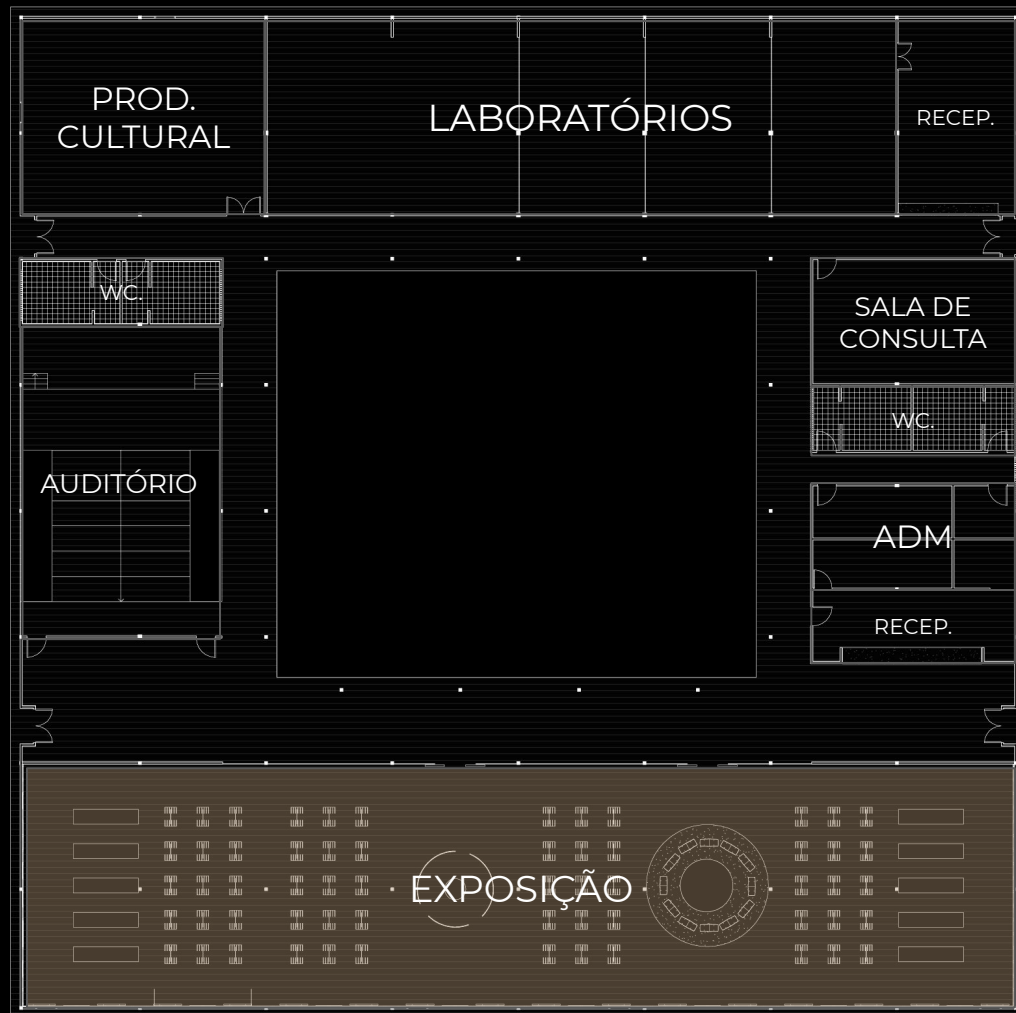 PROD.
CULTURAL
LABORATÓRIOS
RECEP.
WC.
SALA DE
CONSULTA
WC.
AUDITÓRIO
ADM
RECEP.
EXPOSIÇÃO